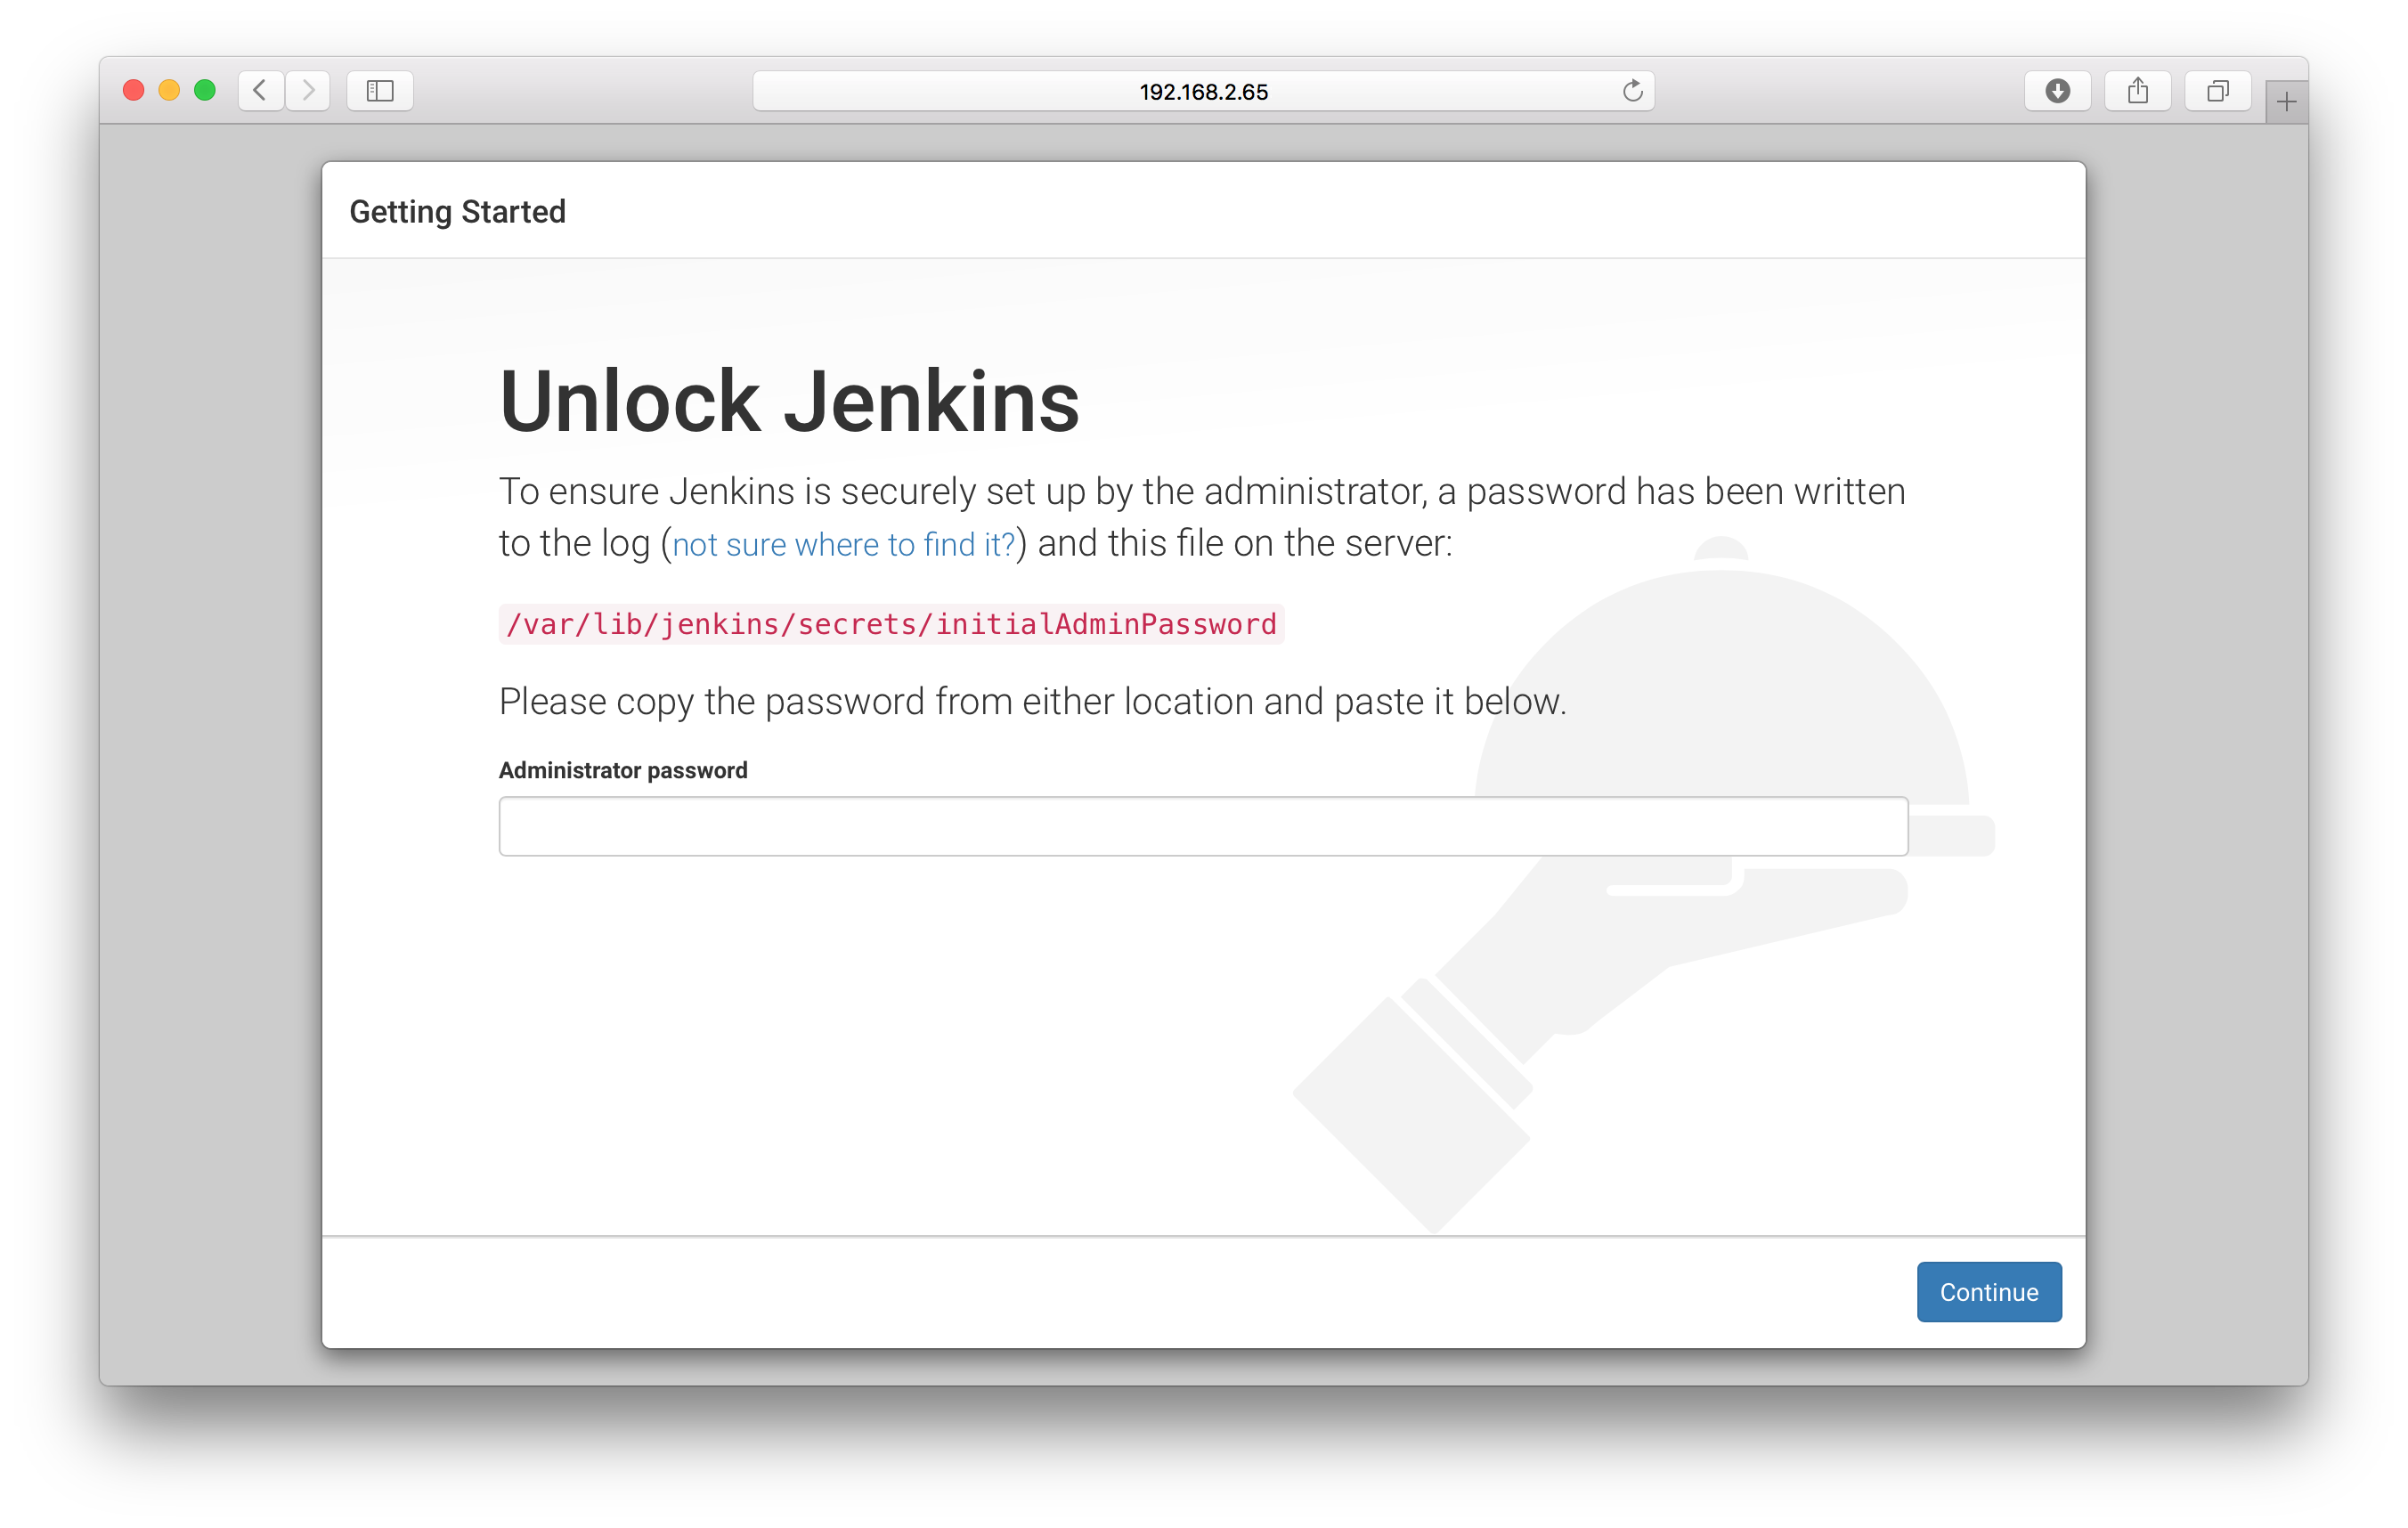 192.168.2.65
Getting Started
Unlock Jenkins
To ensure Jenkins is securely set up by the administrator, a password has been written
to the log (not sure where to find it?) and this file on the server:
/var/lib/jenkins/secrets/initialAdminPassword
Please copy the password from either location and paste it below.
Administrator password
Continue